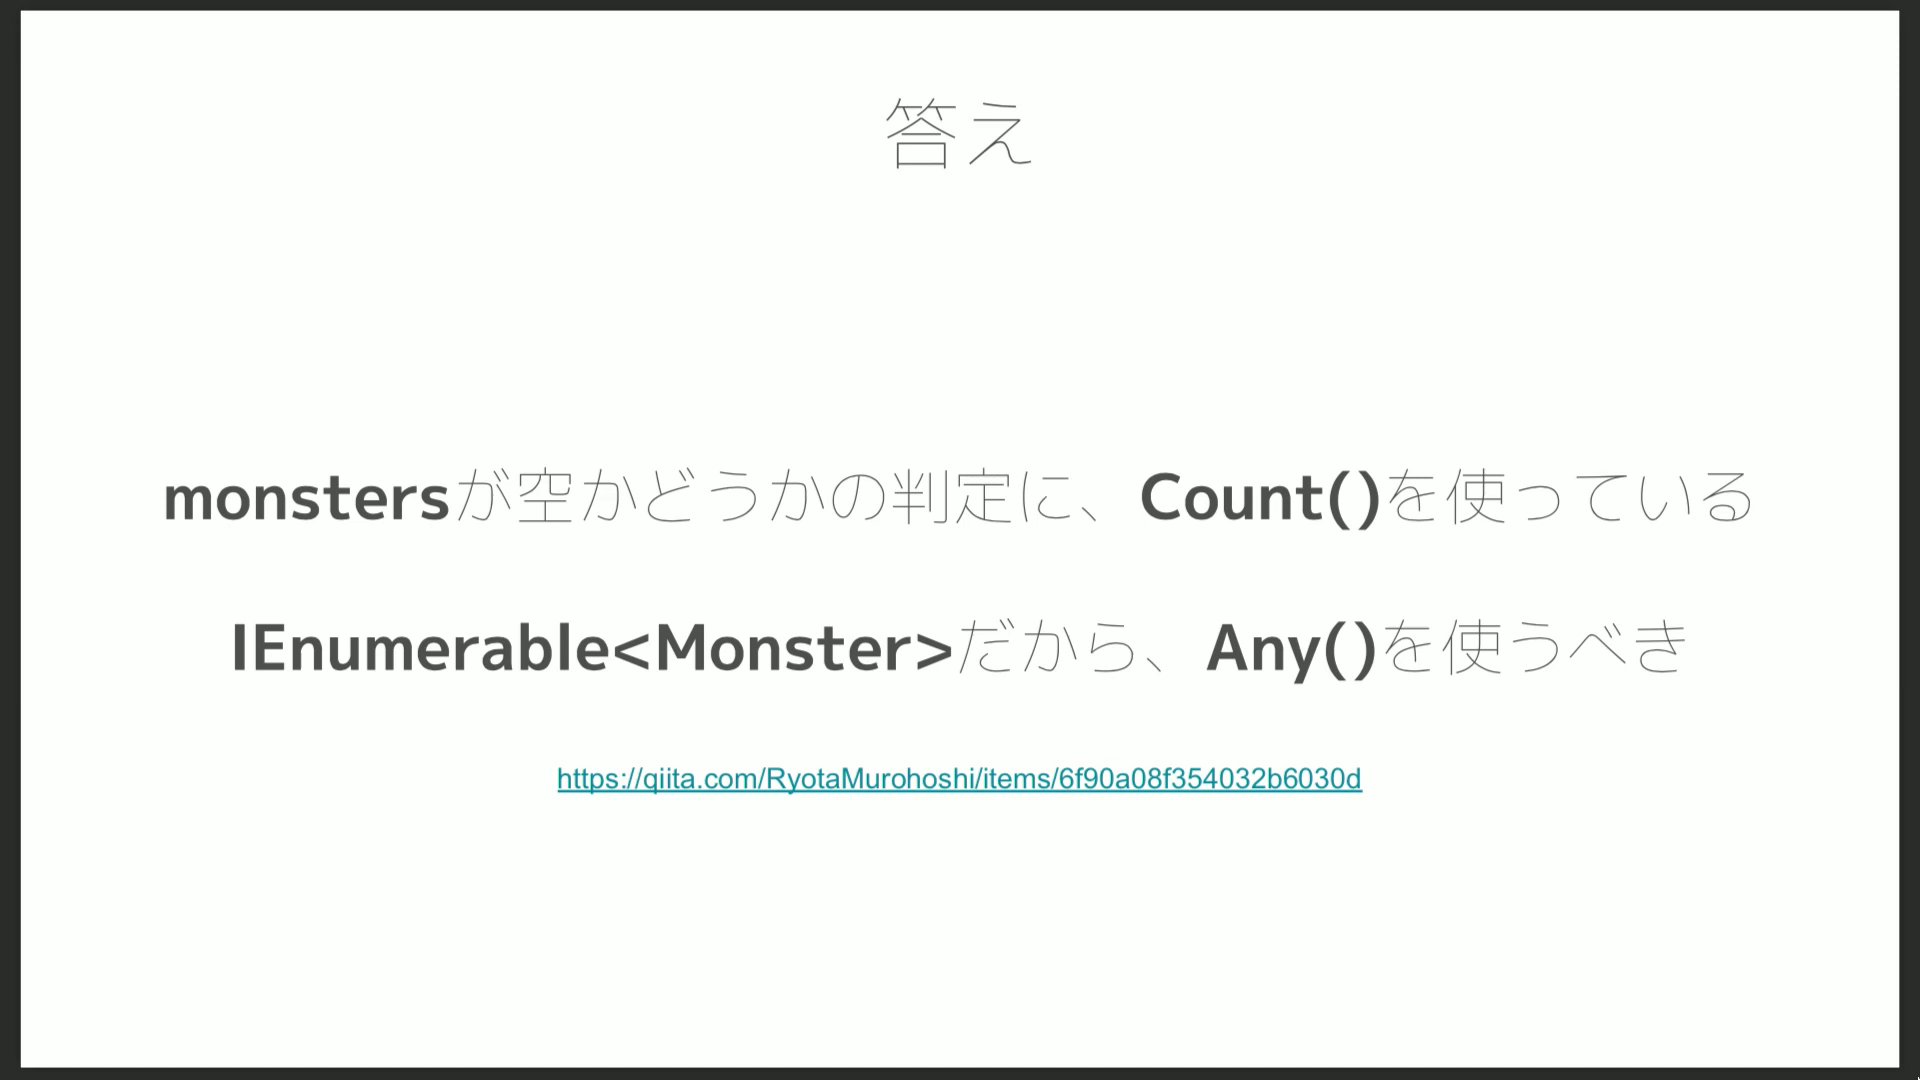 答え
monstersが空かどうかの判定に、Count()を使っている
IEnumerable<Monster>だから、Any()を使うべき
https://qiita.com/RyotaMurohoshi/items/6f90a08f354032b6030d